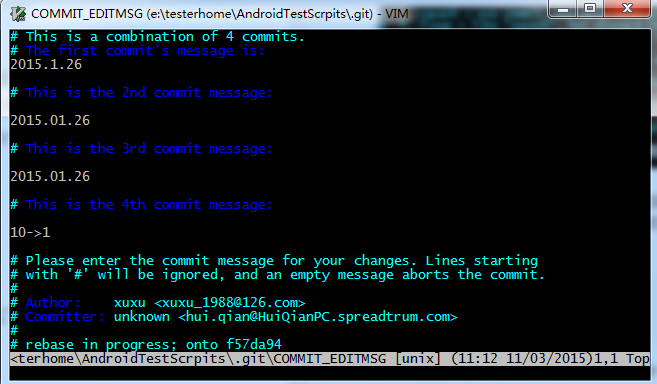 COMMIT_EDITMSG (e:\testerhome\AndroidTestScrpits\.git) - VIM
# This is a combination of 4 commits.
# The first commit's message is:
2015.1.26
# This is the 2nd commit message:
2015.01.26
# This is the 3rd commit message:
2015.01.26
# This is the 4th commit message:
10->1
# Please enter the commit message for your changes. Lines starting
# with '#' will be ignored, and an empty message aborts the commit.
#
# Author:    xuxu <xuxu_1988@126.com>
# Committer: unknown <hui.qian@HuiQianPC.spreadtrum.com>
#
# rebase in progress; onto f57da94
<terhome\AndroidTestScrpits\.git\COMMIT_EDITMSG [unix] (11:12 11/03/2015)1,1 Top